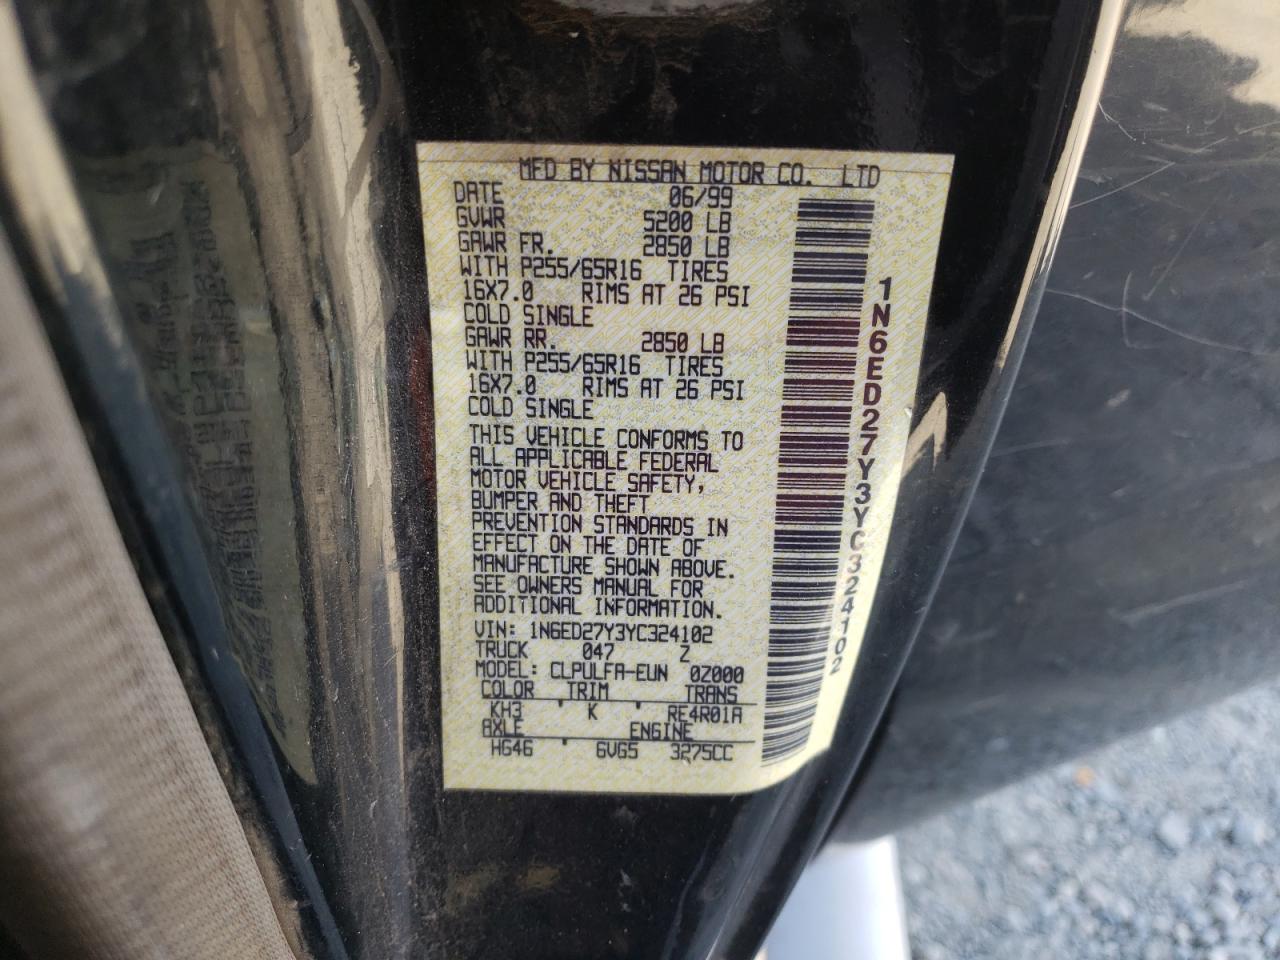 MFD BY NISSAN MOTOR CO. LTD
DATE 06/99
GVWR 5200 LB
GAWR FR. 2850 LB
WITH P255/65R16 TIRES
16X7.0 RIMS AT 26 PSI
COLD SINGLE
GAWR RR. 2850 LB
WITH P255/65R16 TIRES
16X7.0 RIMS AT 26 PSI
COLD SINGLE
THIS VEHICLE CONFORMS TO
ALL APPLICABLE FEDERAL
MOTOR VEHICLE SAFETY,
BUMPER AND THEFT
PREVENTION STANDARDS IN
EFFECT ON THE DATE OF
MANUFACTURE SHOWN ABOVE.
SEE OWNERS MANUAL FOR
ADDITIONAL INFORMATION.
VIN: 1N6ED27Y3YC324102
TRUCK 047 Z
MODEL: CLPULFA-EUN 0Z000
COLOR TRIM TRANS
KH3 ' K ' RE4R01A
AXLE ENGINE
HG46 ' 6VG5 3275CC
1N6ED27Y3YC324102